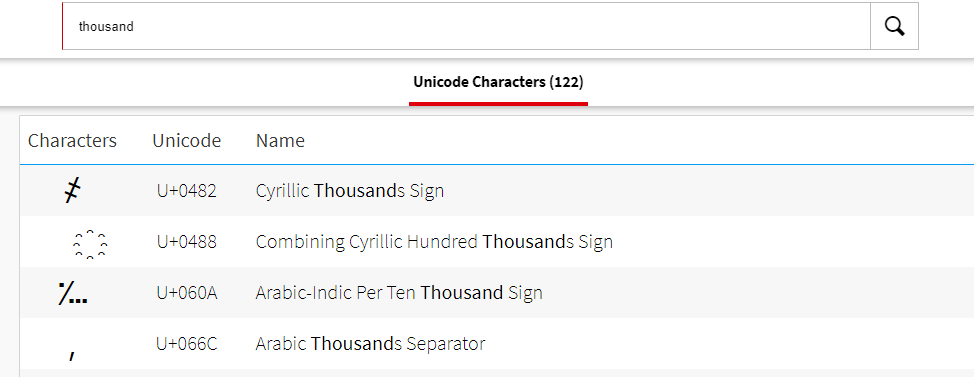 thousand
Unicode Characters (122)
Characters Unicode Name
҂ U+0482 Cyrillic Thousands Sign
҈ U+0488 Combining Cyrillic Hundred Thousands Sign
؊ U+060A Arabic-Indic Per Ten Thousand Sign
٬ U+066C Arabic Thousands Separator